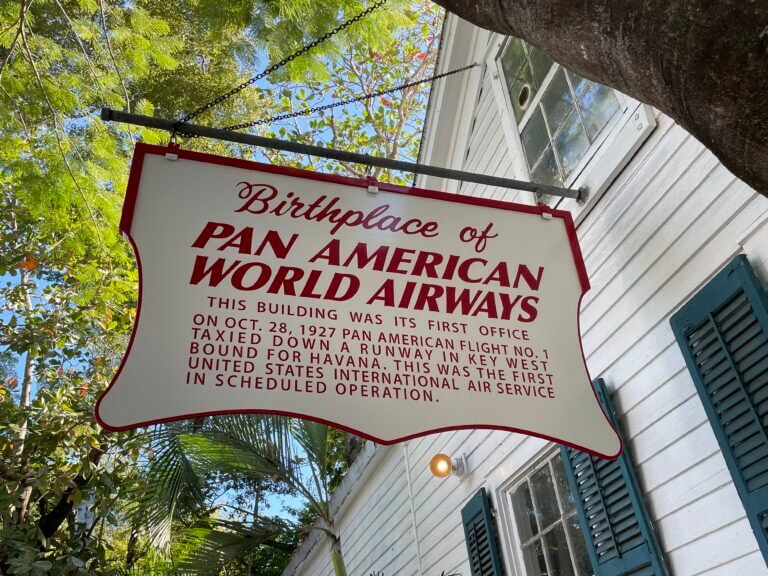 Birthplace of
PAN AMERICAN
WORLD AIRWAYS
THIS BUILDING WAS ITS FIRST OFFICE
ON OCT. 28, 1927 PAN AMERICAN FLIGHT NO. 1
TAXIED DOWN A RUNWAY IN KEY WEST
BOUND FOR HAVANA. THIS WAS THE FIRST
UNITED STATES INTERNATIONAL AIR SERVICE
IN SCHEDULED OPERATION.